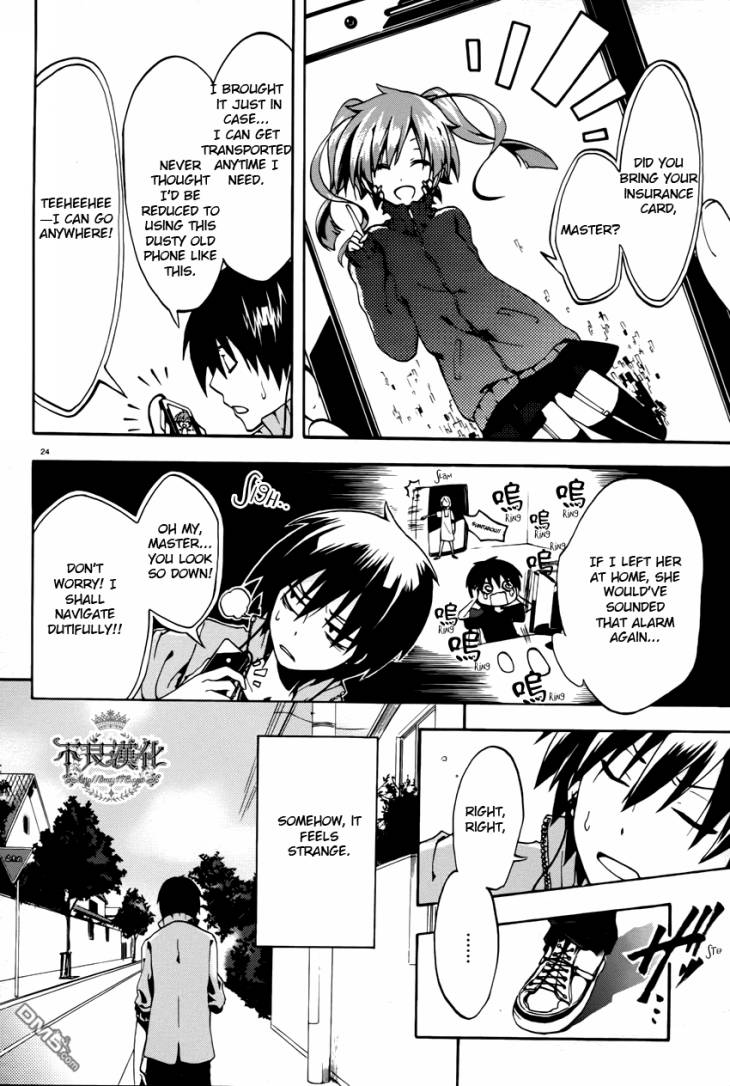 DID YOU
BRING YOUR
INSURANCE
CARD,
MASTER?
I BROUGHT
IT JUST IN
CASE...
I CAN GET
TRANSPORTED
ANYTIME I
NEED.
NEVER
THOUGHT
I'D BE
REDUCED TO
USING THIS
DUSTY OLD
PHONE LIKE
THIS.
TEEHEEHEE
—I CAN GO
ANYWHERE!
24
IF I LEFT HER
AT HOME, SHE
WOULD'VE
SOUNDED
THAT ALARM
AGAIN...
SLAM
嗚
RING
嗚
RING
嗚
RING
嗚
RING
嗚
RING
嗚
RING
SIGH..
OH MY,
MASTER...
YOU LOOK
SO DOWN!
DON'T
WORRY! I
SHALL
NAVIGATE
DUTIFULLY!!
RIGHT,
RIGHT,
.........
SOMEHOW, IT
FEELS
STRANGE.
不良漢化
DM5
.com